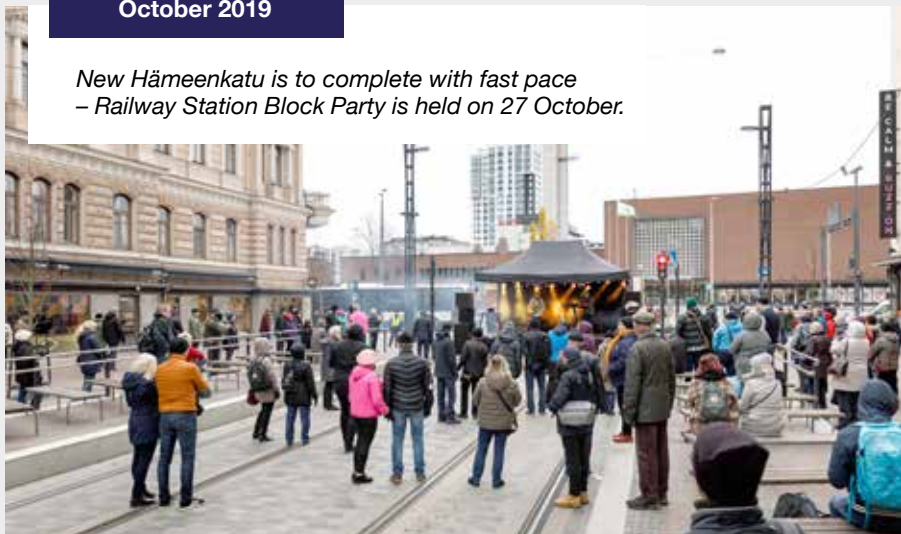 October 2019
New Hämeenkatu is to complete with fast pace
– Railway Station Block Party is held on 27 October.
BE CALM & BUZZ ON